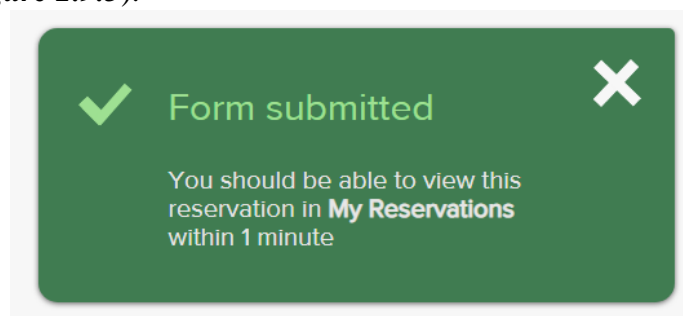 Form submitted
You should be able to view this
reservation in My Reservations
within 1 minute